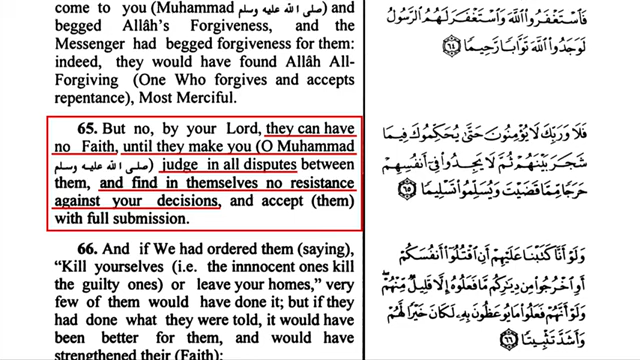 come to you (Muhammad صلى الله عليه وسلم) and
begged Allâh's Forgiveness, and the
Messenger had begged forgiveness for them:
indeed, they would have found Allâh All-
Forgiving (One Who forgives and accepts
repentance), Most Merciful.
65. But no, by your Lord, they can have
no Faith, until they make you (O Muhammad
صلى الله عليه وسلم) judge in all disputes between
them, and find in themselves no resistance
against your decisions, and accept (them)
with full submission.
66. And if We had ordered them (saying),
“Kill yourselves (i.e. the innnocent ones kill
the guilty ones) or leave your homes,” very
few of them would have done it; but if they
had done what they were told, it would have
been better for them, and would have
strengthened their (Faith);
فَاسْتَغْفَرُوا اللَّهَ وَاسْتَغْفَرَ لَهُمُ الرَّسُولُ
لَوَجَدُوا اللَّهَ تَوَّابًا رَّحِيمًا ٦٤
فَلَا وَرَبِّكَ لَا يُؤْمِنُونَ حَتَّىٰ يُحَكِّمُوكَ فِيمَا
شَجَرَ بَيْنَهُمْ ثُمَّ لَا يَجِدُوا فِي أَنفُسِهِمْ
حَرَجًا مِّمَّا قَضَيْتَ وَيُسَلِّمُوا تَسْلِيمًا ٦٥
وَلَوْ أَنَّا كَتَبْنَا عَلَيْهِمْ أَنِ اقْتُلُوا أَنفُسَكُمْ
أَوِ اخْرُجُوا مِن دِيَارِكُم مَّا فَعَلُوهُ إِلَّا قَلِيلٌ مِّنْهُمْ
وَلَوْ أَنَّهُمْ فَعَلُوا مَا يُوعَظُونَ بِهِ لَكَانَ خَيْرًا لَّهُمْ
وَأَشَدَّ تَثْبِيتًا ٦٦